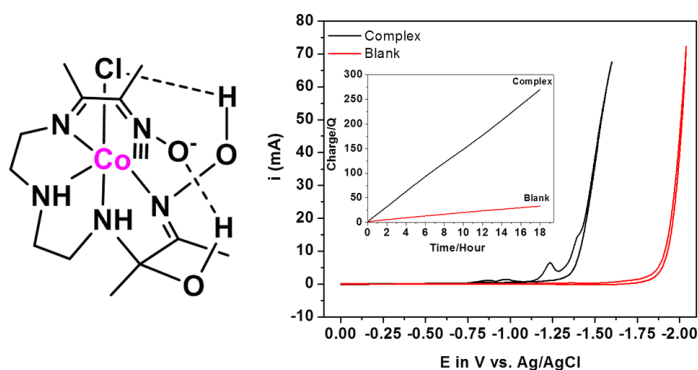 Cl
H
N
N
O-
III
Co
O
NH
N
H
NH
O
Complex
Blank
i (mA)
80
70
60
50
40
30
20
10
0
-10
Charge/Q
300
250
200
150
100
50
0
Complex
Blank
0 2 4 6 8 10 12 14 16 18
Time/Hour
0.00 -0.25 -0.50 -0.75 -1.00 -1.25 -1.50 -1.75 -2.00
E in V vs. Ag/AgCl